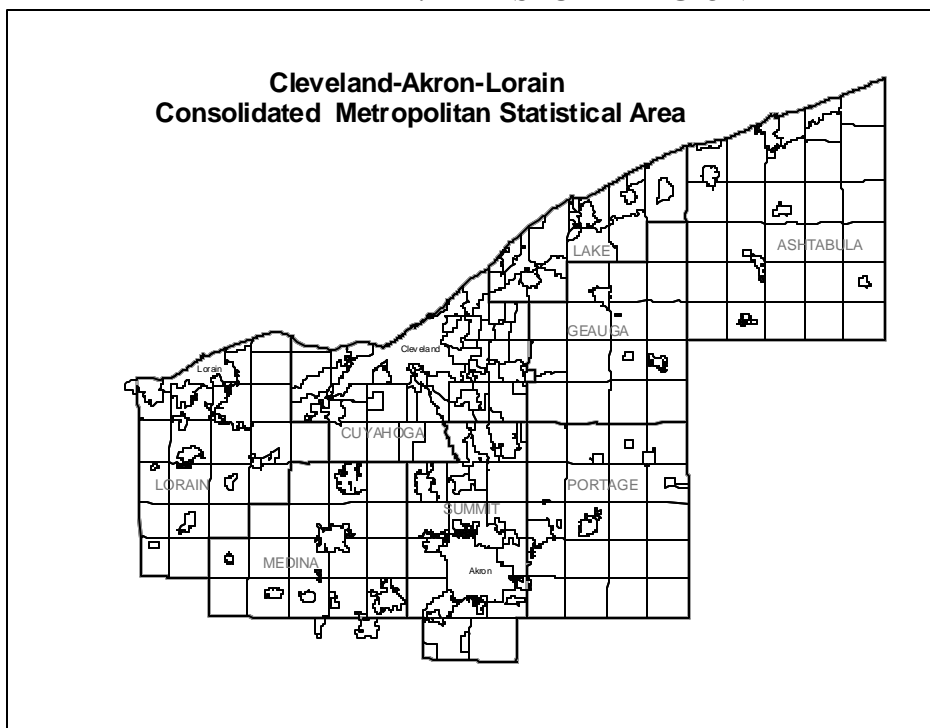 Cleveland-Akron-Lorain
Consolidated Metropolitan Statistical Area
ASHTABULA
LAKE
GEAUGA
Cleveland
Lorain
CUYAHOGA
LORAIN
PORTAGE
SUMMIT
MEDINA
Akron